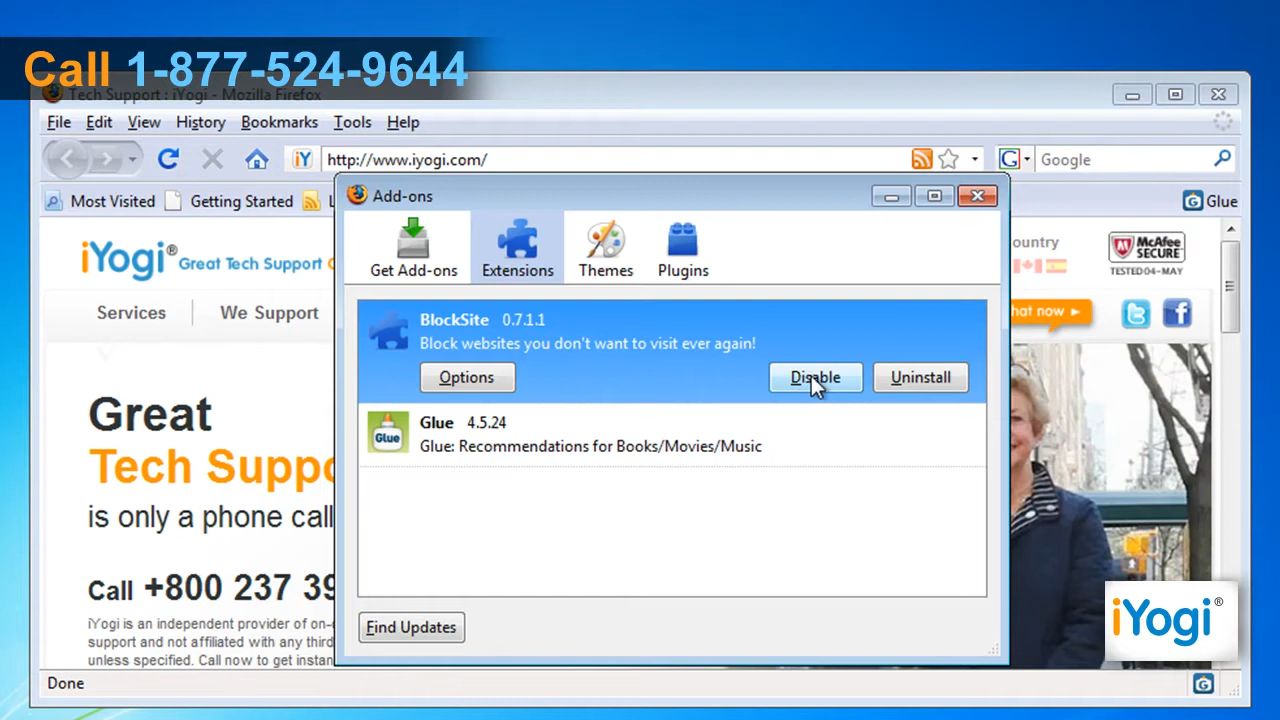 Call 1-877-524-9644
Tech Support : iYogi - Mozilla Firefox
File Edit View History Bookmarks Tools Help
iY http://www.iyogi.com/ G Google
Most Visited Getting Started Glue
Add-ons
Get Add-ons Extensions Themes Plugins
iYogi® Great Tech Support
ountry
McAfee SECURE™
TESTED 04-MAY
Services We Support
hat now
BlockSite 0.7.1.1
Block websites you don't want to visit ever again!
Options Disable Uninstall
Glue 4.5.24
Glue: Recommendations for Books/Movies/Music
Great
Tech Suppo
is only a phone call
Call +800 237 39
iYogi is an independent provider of on-
support and not affiliated with any third
unless specified. Call now to get instan
Find Updates
iYogi®
Done